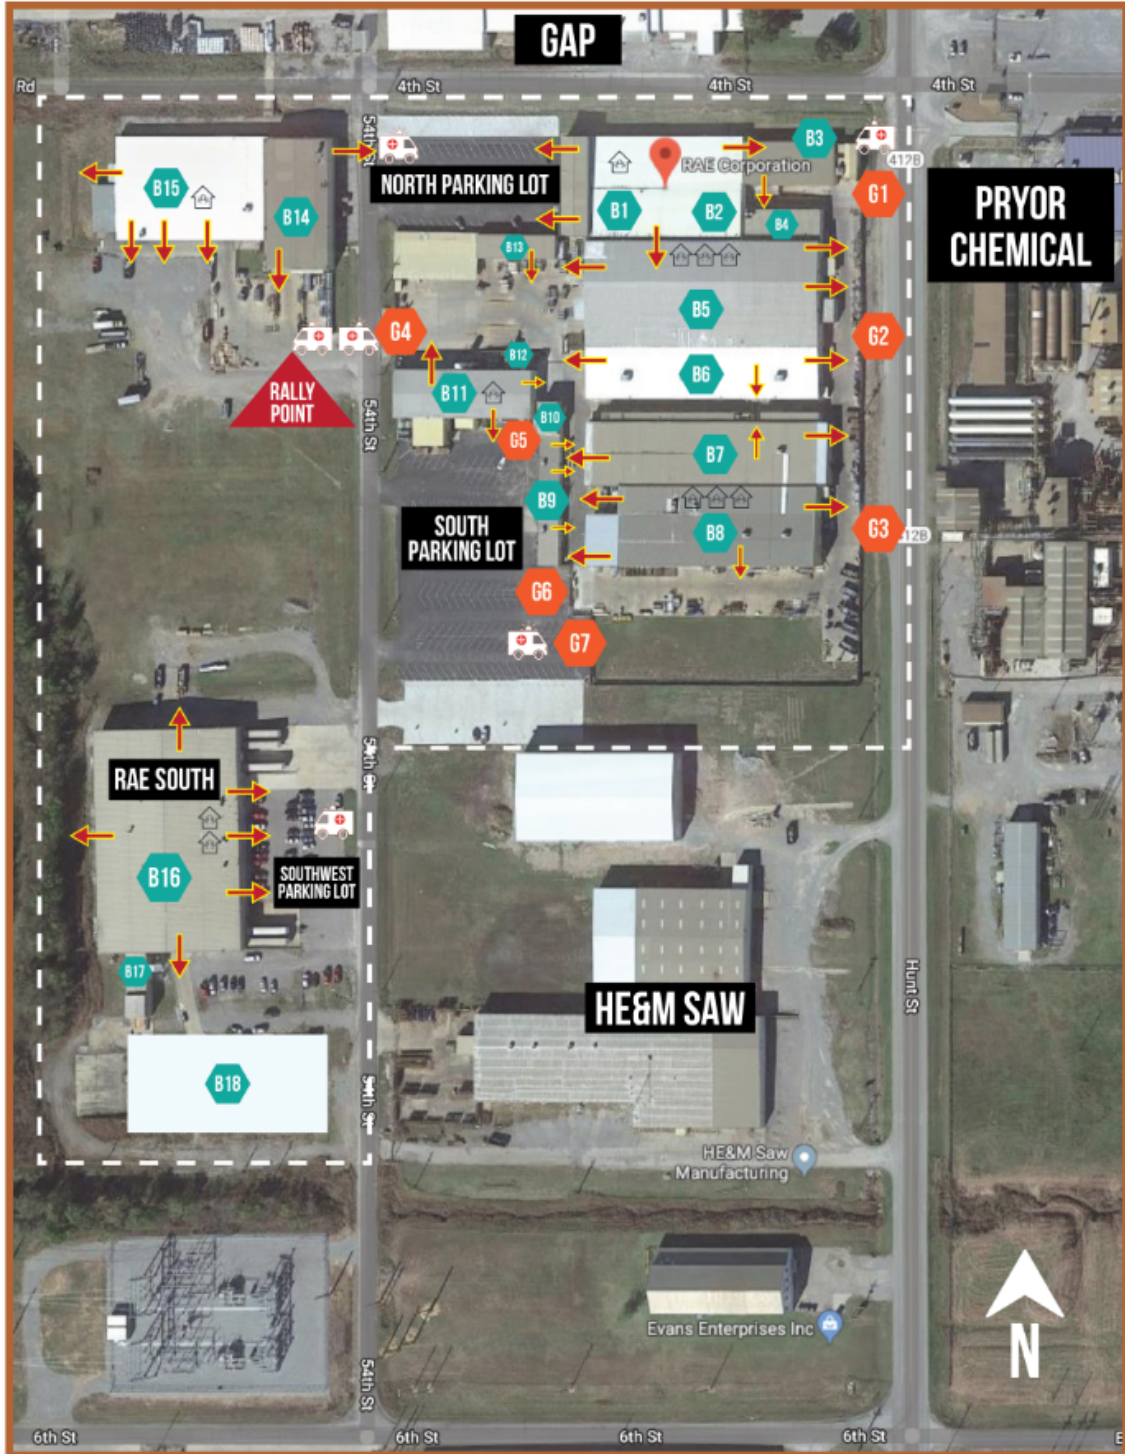 GAP
Rd
4th St
4th St
4th St
54th St
B3
412B
RAE Corporation
NORTH PARKING LOT
B15
G1
PRYOR
CHEMICAL
B14
B1
B2
B4
B13
B5
G4
G2
B12
B6
RALLY
POINT
B11
54th St
B10
G5
B7
B9
SOUTH
PARKING LOT
B8
G3
412B
G6
G7
54th St
RAE SOUTH
B16
SOUTHWEST
PARKING LOT
B17
Hunt St
HE&M SAW
B18
54th St
HE&M Saw
Manufacturing
Evans Enterprises Inc
N
54th St
6th St
6th St
6th St
6th St
E